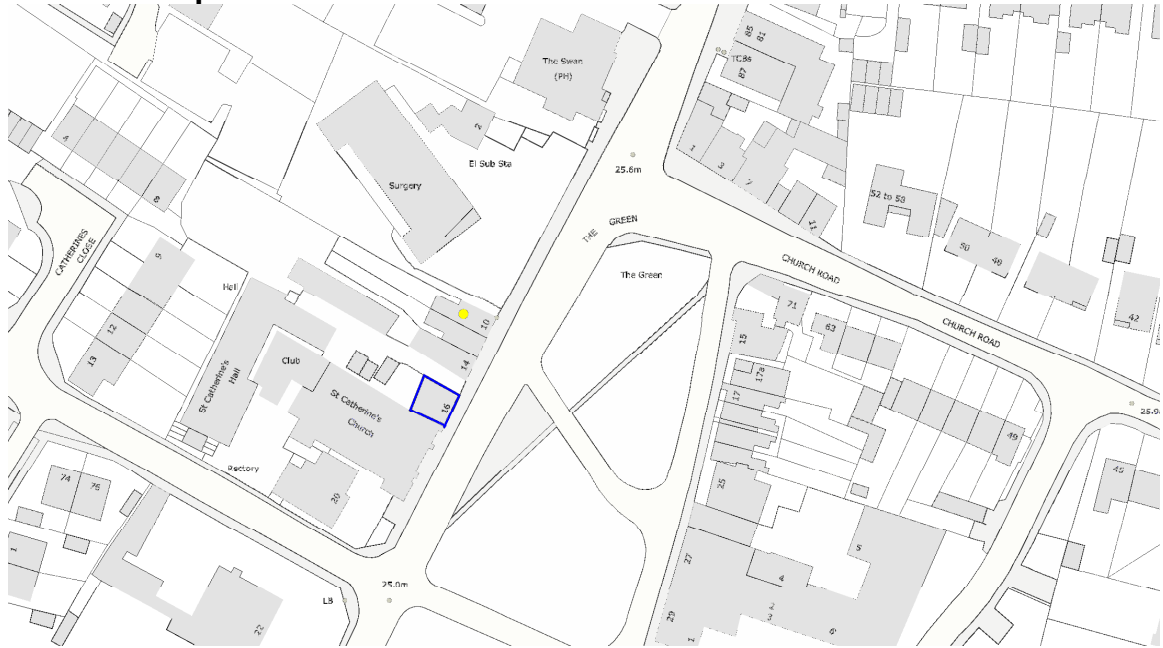 85
81
TCBs
87
The Swan
(PH)
2
El Sub Sta
Surgery
25.6m
THE GREEN
The Green
1
3
7
11
52 to 58
50
48
42
CHURCH ROAD
CHURCH ROAD
4
8
CATHERINES
CLOSE
9
12
13
Hall
St Catherine's
Hall
Club
St Catherine's
Church
10
14
16
71
63
15
17a
17
25
27
29
1
49
45
5
4
6
Rectory
20
74
76
1
LB
25.0m
22